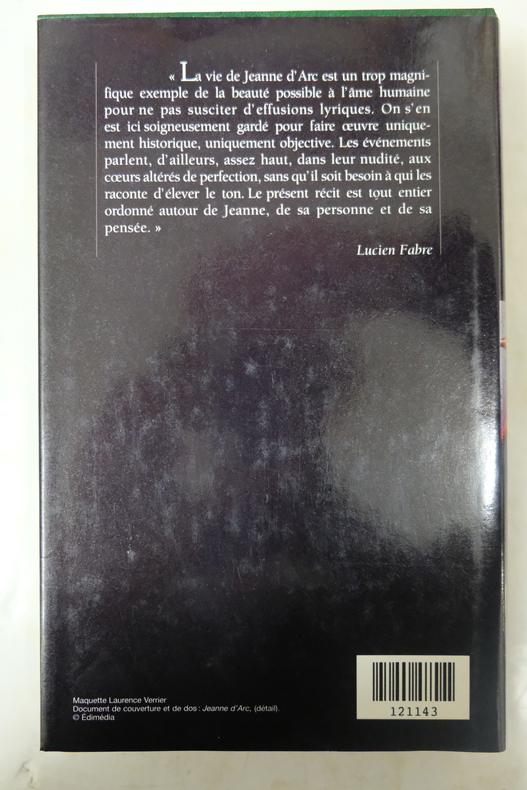 « La vie de Jeanne d'Arc est un trop magni-
fique exemple de la beauté possible à l'âme humaine
pour ne pas susciter d'effusions lyriques. On s'en
est ici soigneusement gardé pour faire œuvre unique-
ment historique, uniquement objective. Les événements
parlent, d'ailleurs, assez haut, dans leur nudité, aux
cœurs altérés de perfection, sans qu'il soit besoin à qui les
raconte d'élever le ton. Le présent récit est tout entier
ordonné autour de Jeanne, de sa personne et de sa
pensée. »
Lucien Fabre
Maquette Laurence Verrier
Document de couverture et de dos : Jeanne d'Arc, (détail).
© Edimédia
121143